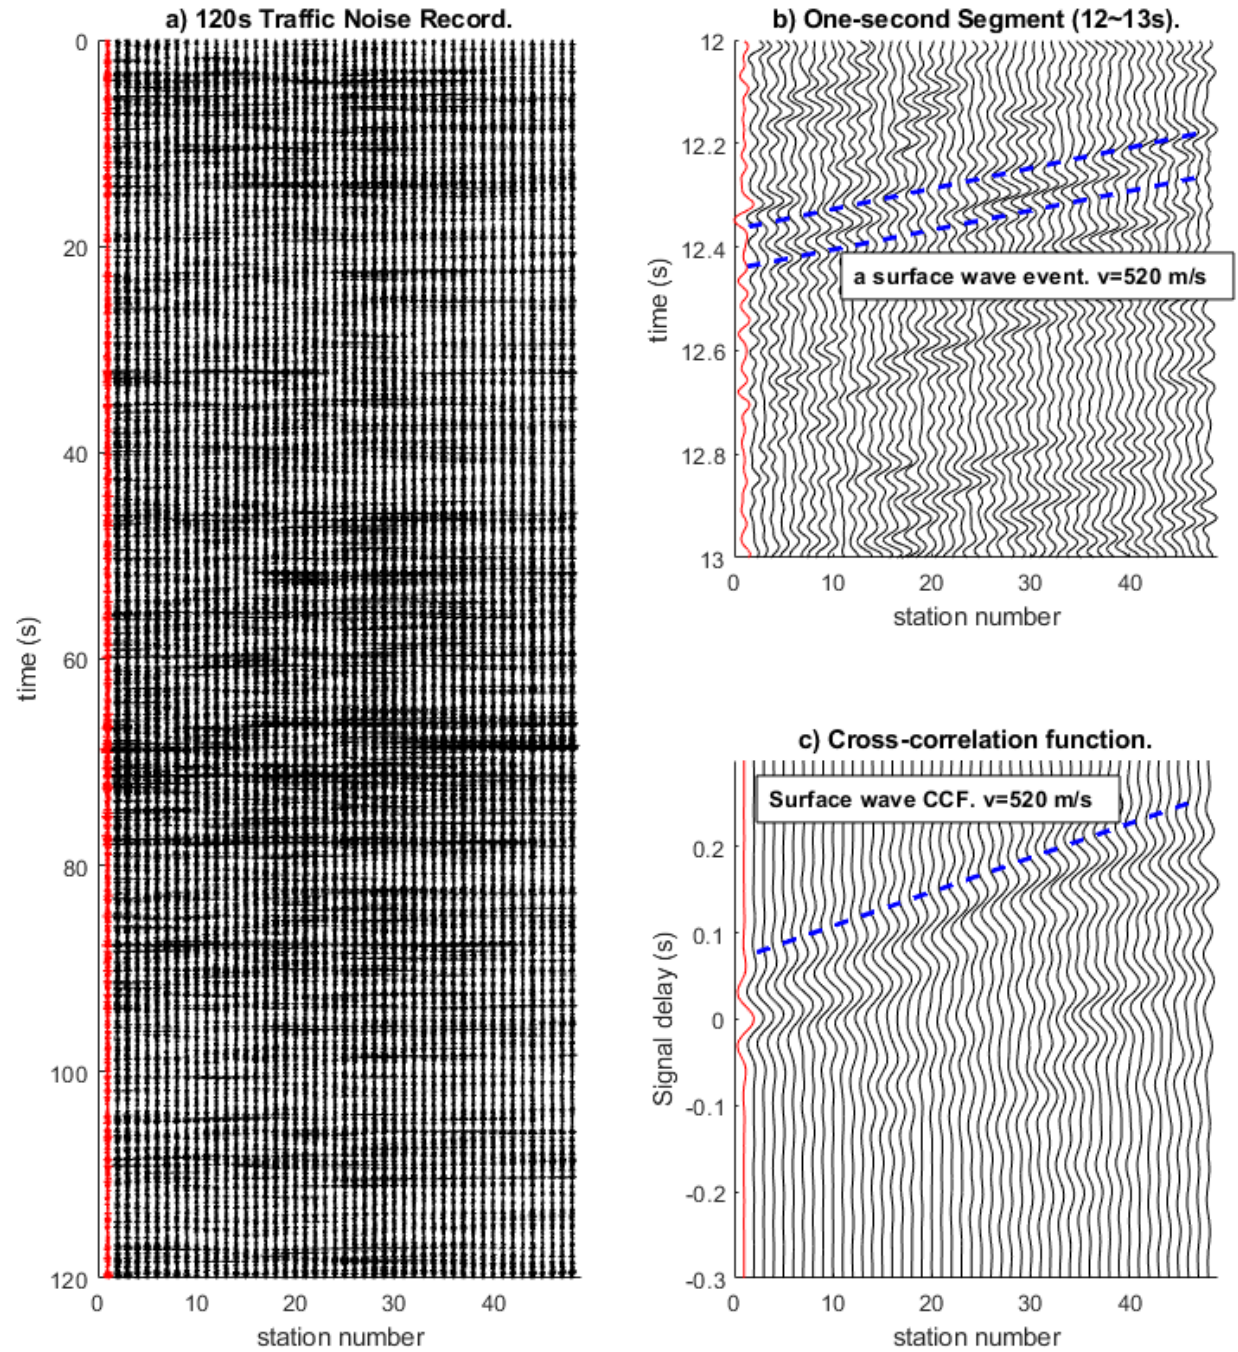 a) 120s Traffic Noise Record.
0
20
40
60
80
100
120
time (s)
0 10 20 30 40
station number
b) One-second Segment (12~13s).
12
12.2
12.4
12.6
12.8
13
time (s)
a surface wave event. v=520 m/s
0 10 20 30 40
station number
c) Cross-correlation function.
Surface wave CCF. v=520 m/s
0.2
0.1
0
-0.1
-0.2
-0.3
Signal delay (s)
0 10 20 30 40
station number